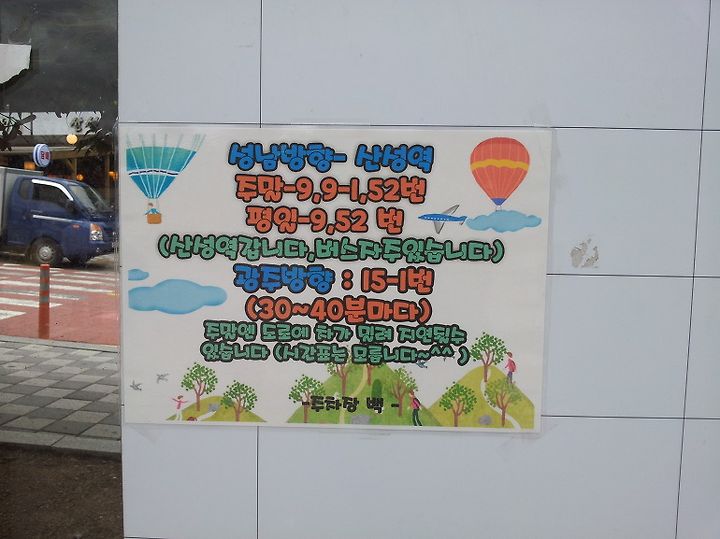 성남방향- 산성역
주말-9,9-1,52번
평일-9,52 번
(산성역갑니다,버스자주있습니다)
광주방향 : 15-1번
(30~40분마다)
주말엔 도로에 차가 밀려 지연될수
있습니다 (시간표는 모릅니다~^^ )
-주차장 백 -